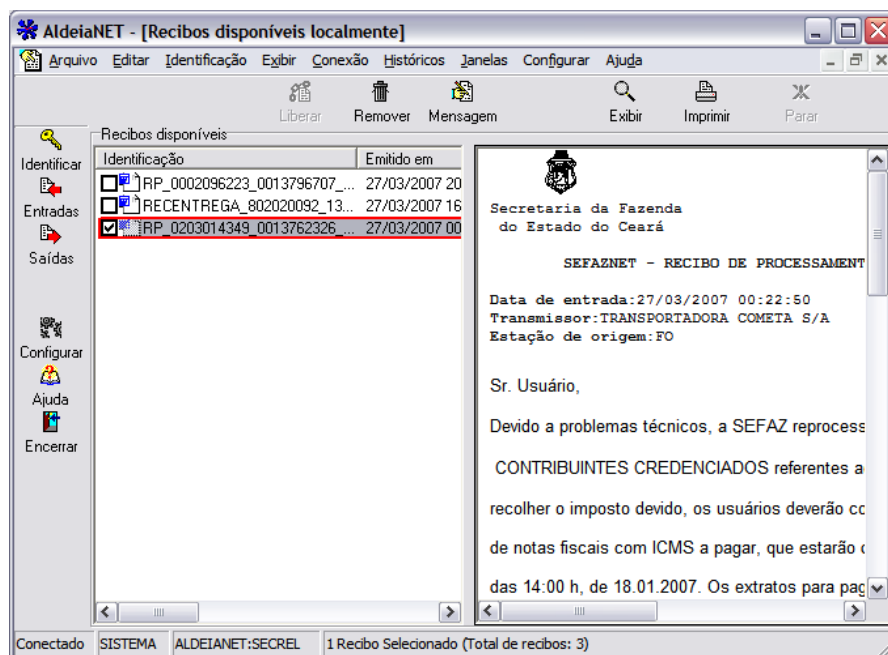 AldeiaNET - [Recibos disponíveis localmente]
Arquivo Editar Identificação Exibir Conexão Históricos Janelas Configurar Ajuda
Liberar Remover Mensagem Exibir Imprimir Parar
Identificar
Entradas
Saídas
Configurar
Ajuda
Encerrar
Recibos disponíveis
Identificação Emitido em
RP_0002096223_0013796707_... 27/03/2007 20
RECENTREGA_802020092_13... 27/03/2007 16
RP_0203014349_0013762326_... 27/03/2007 00
Secretaria da Fazenda
do Estado do Ceará
SEFAZNET - RECIBO DE PROCESSAMENT
Data de entrada:27/03/2007 00:22:50
Transmissor:TRANSPORTADORA COMETA S/A
Estação de origem:FO
Sr. Usuário,
Devido a problemas técnicos, a SEFAZ reprocess
CONTRIBUINTES CREDENCIADOS referentes a
recolher o imposto devido, os usuários deverão co
de notas fiscais com ICMS a pagar, que estarão
das 14:00 h, de 18.01.2007. Os extratos para pag
Conectado SISTEMA ALDEIANET:SECREL 1 Recibo Selecionado (Total de recibos: 3)